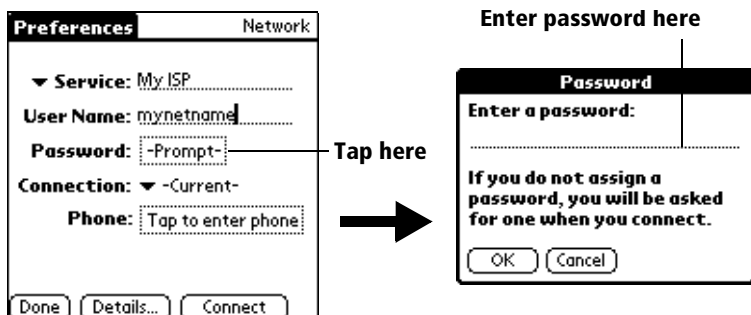 Preferences Network
Service: My ISP
User Name: mynetname
Password: -Prompt-
Connection: -Current-
Phone: Tap to enter phone
Done Details... Connect
Tap here
Enter password here
Password
Enter a password:
If you do not assign a
password, you will be asked
for one when you connect.
OK Cancel